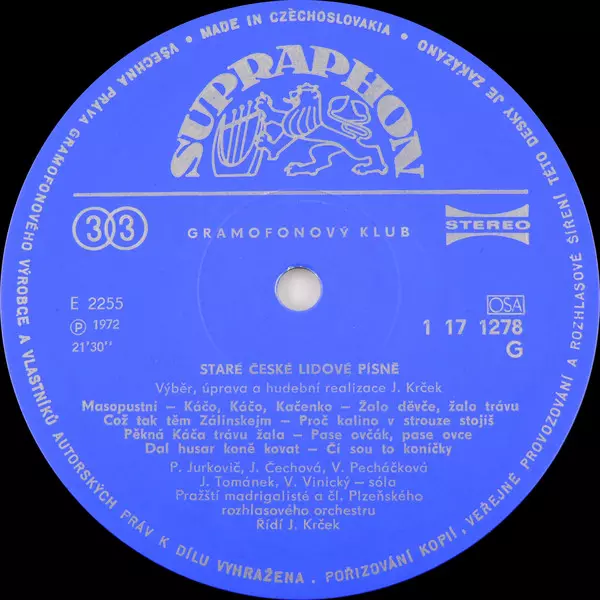 VŠECHNA PRÁVA GRAMOFONOVÉHO VÝROBCE A VLASTNÍKŮ AUTORSKÝCH PRÁV K DÍLU VYHRAŽENA . POŘIZOVÁNÍ KOPIÍ, VEŘEJNÉ PROVOZOVÁNÍ A ROZHLASOVÉ ŠÍŘENÍ TÉTO DESKY JE ZAKÁZÁNO • MADE IN CZECHOSLOVAKIA •
SUPRAPHON
33
GRAMOFONOVÝ KLUB
STEREO
E 2255
Ⓟ 1972
21'30''
OSA
1 17 1278
G
STARÉ ČESKÉ LIDOVÉ PÍSNĚ
Výběr, úprava a hudební realizace J. Krček
Masopustní – Káčo, Káčo, Kačenko – Žalo děvče, žalo trávu
Což tak těm Zálinskejm – Proč kalino v strouze stojíš
Pěkná Káča trávu žala – Pase ovčák, pase ovce
Dal husar koně kovat – Čí sou to koníčky
P. Jurkovič, J. Čechová, V. Pecháčková
J. Tománek, V. Vinický – sóla
Pražští madrigalisté a čl. Plzeňského
rozhlasového orchestru
Řídí J. Krček